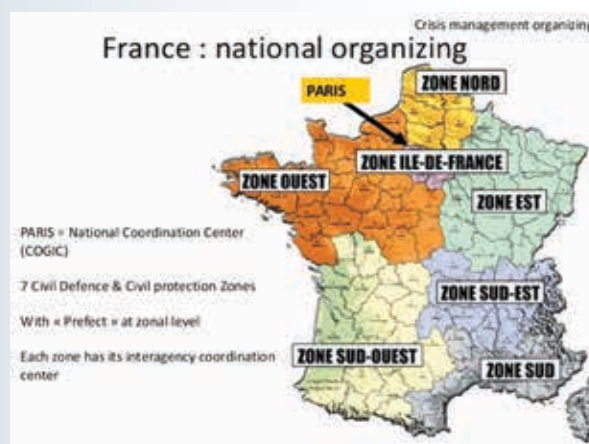 Crisis management organizing
France : national organizing
ZONE NORD
PARIS
ZONE ILE-DE-FRANCE
ZONE OUEST
ZONE EST
PARIS = National Coordination Center
(COGIC)
7 Civil Defence & Civil protection Zones
ZONE SUD-EST
With « Prefect » at zonal level
Each zone has its interagency coordination
center
ZONE SUD-OUEST
ZONE SUD